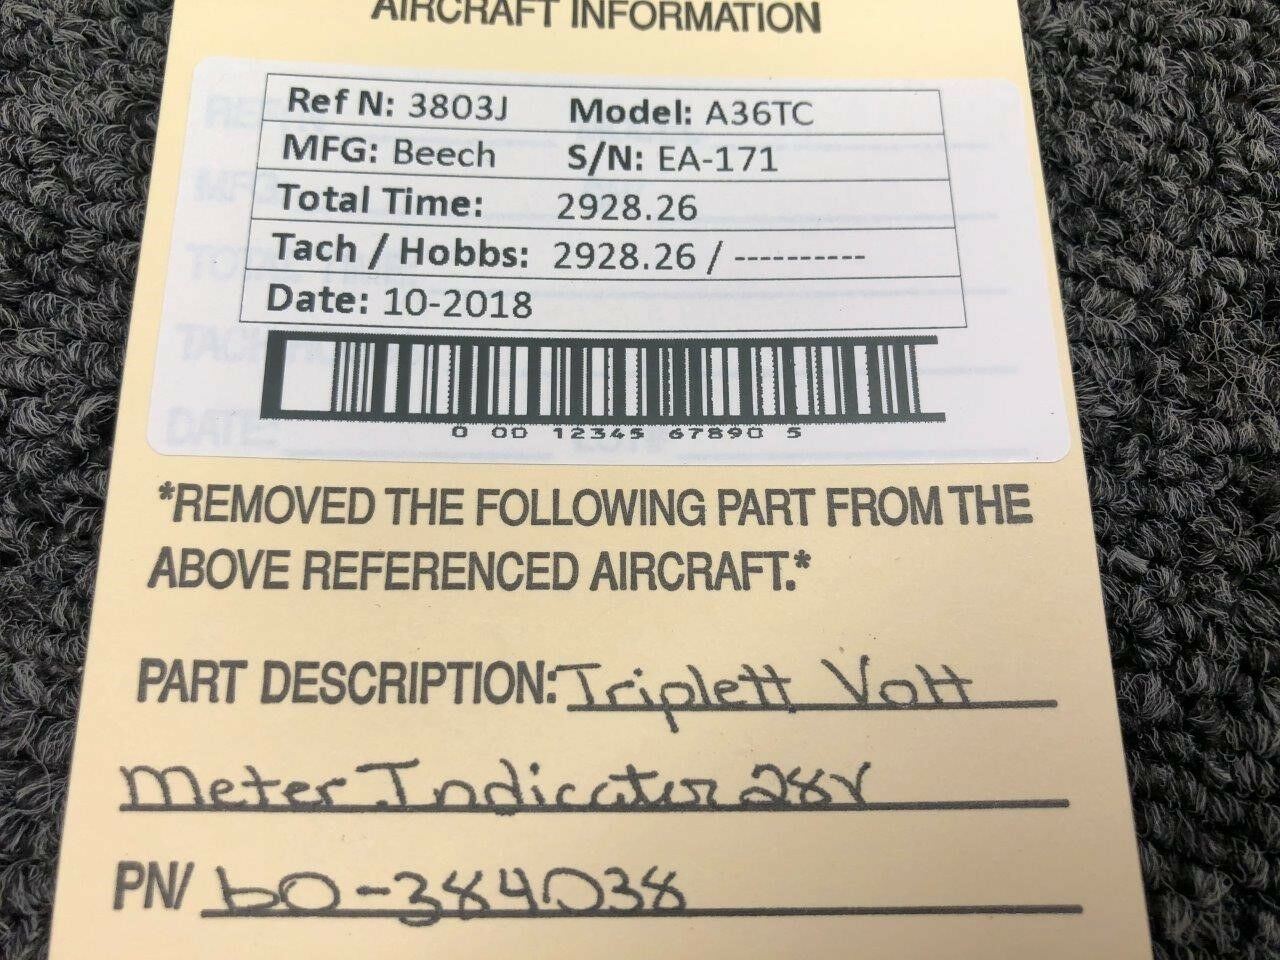 AIRCRAFT INFORMATION
Ref N: 3803J Model: A36TC
MFG: Beech S/N: EA-171
Total Time: 2928.26
Tach / Hobbs: 2928.26 / ----------
Date: 10-2018
0 00 12345 67890 5
*REMOVED THE FOLLOWING PART FROM THE
ABOVE REFERENCED AIRCRAFT.*
PART DESCRIPTION: Triplett Volt
Meter Indicator 28V
PN/ 60-384038